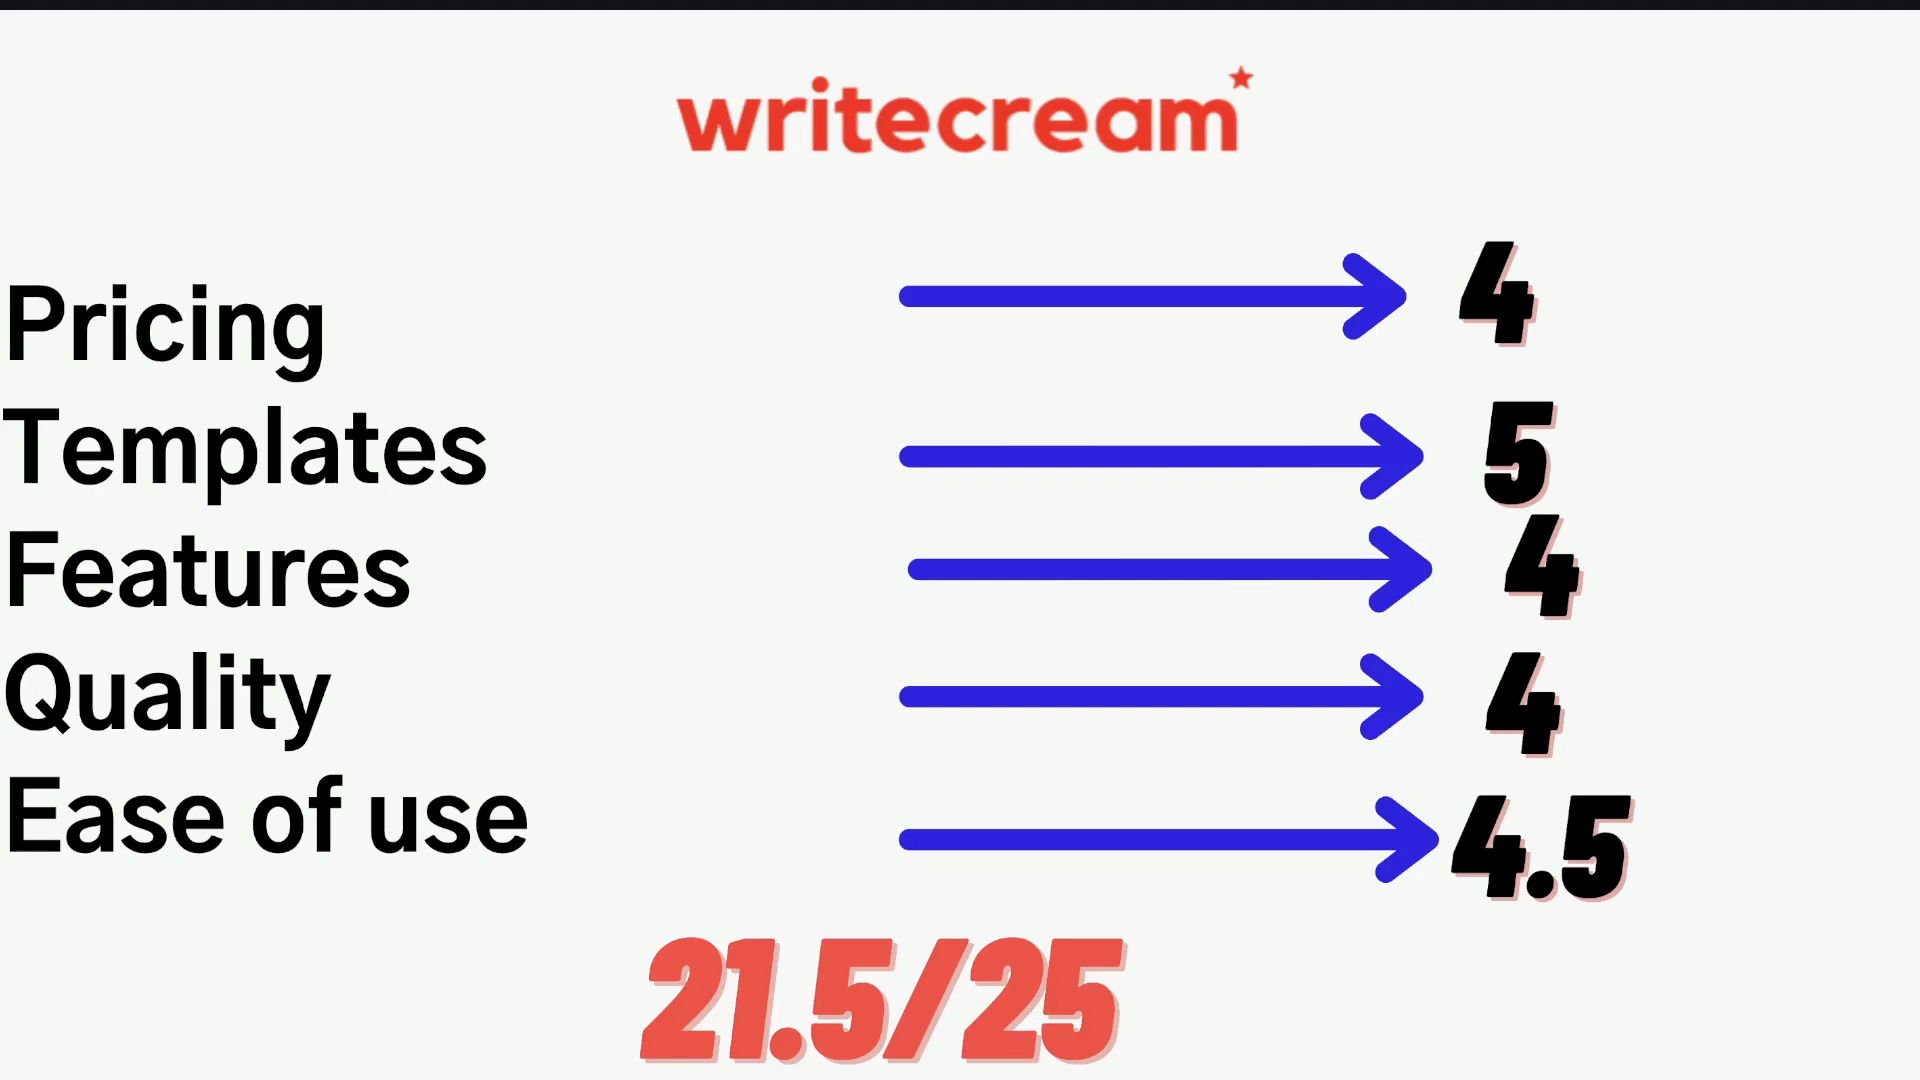 writecream
Pricing 4
Templates 5
Features 4
Quality 4
Ease of use 4.5
21.5/25